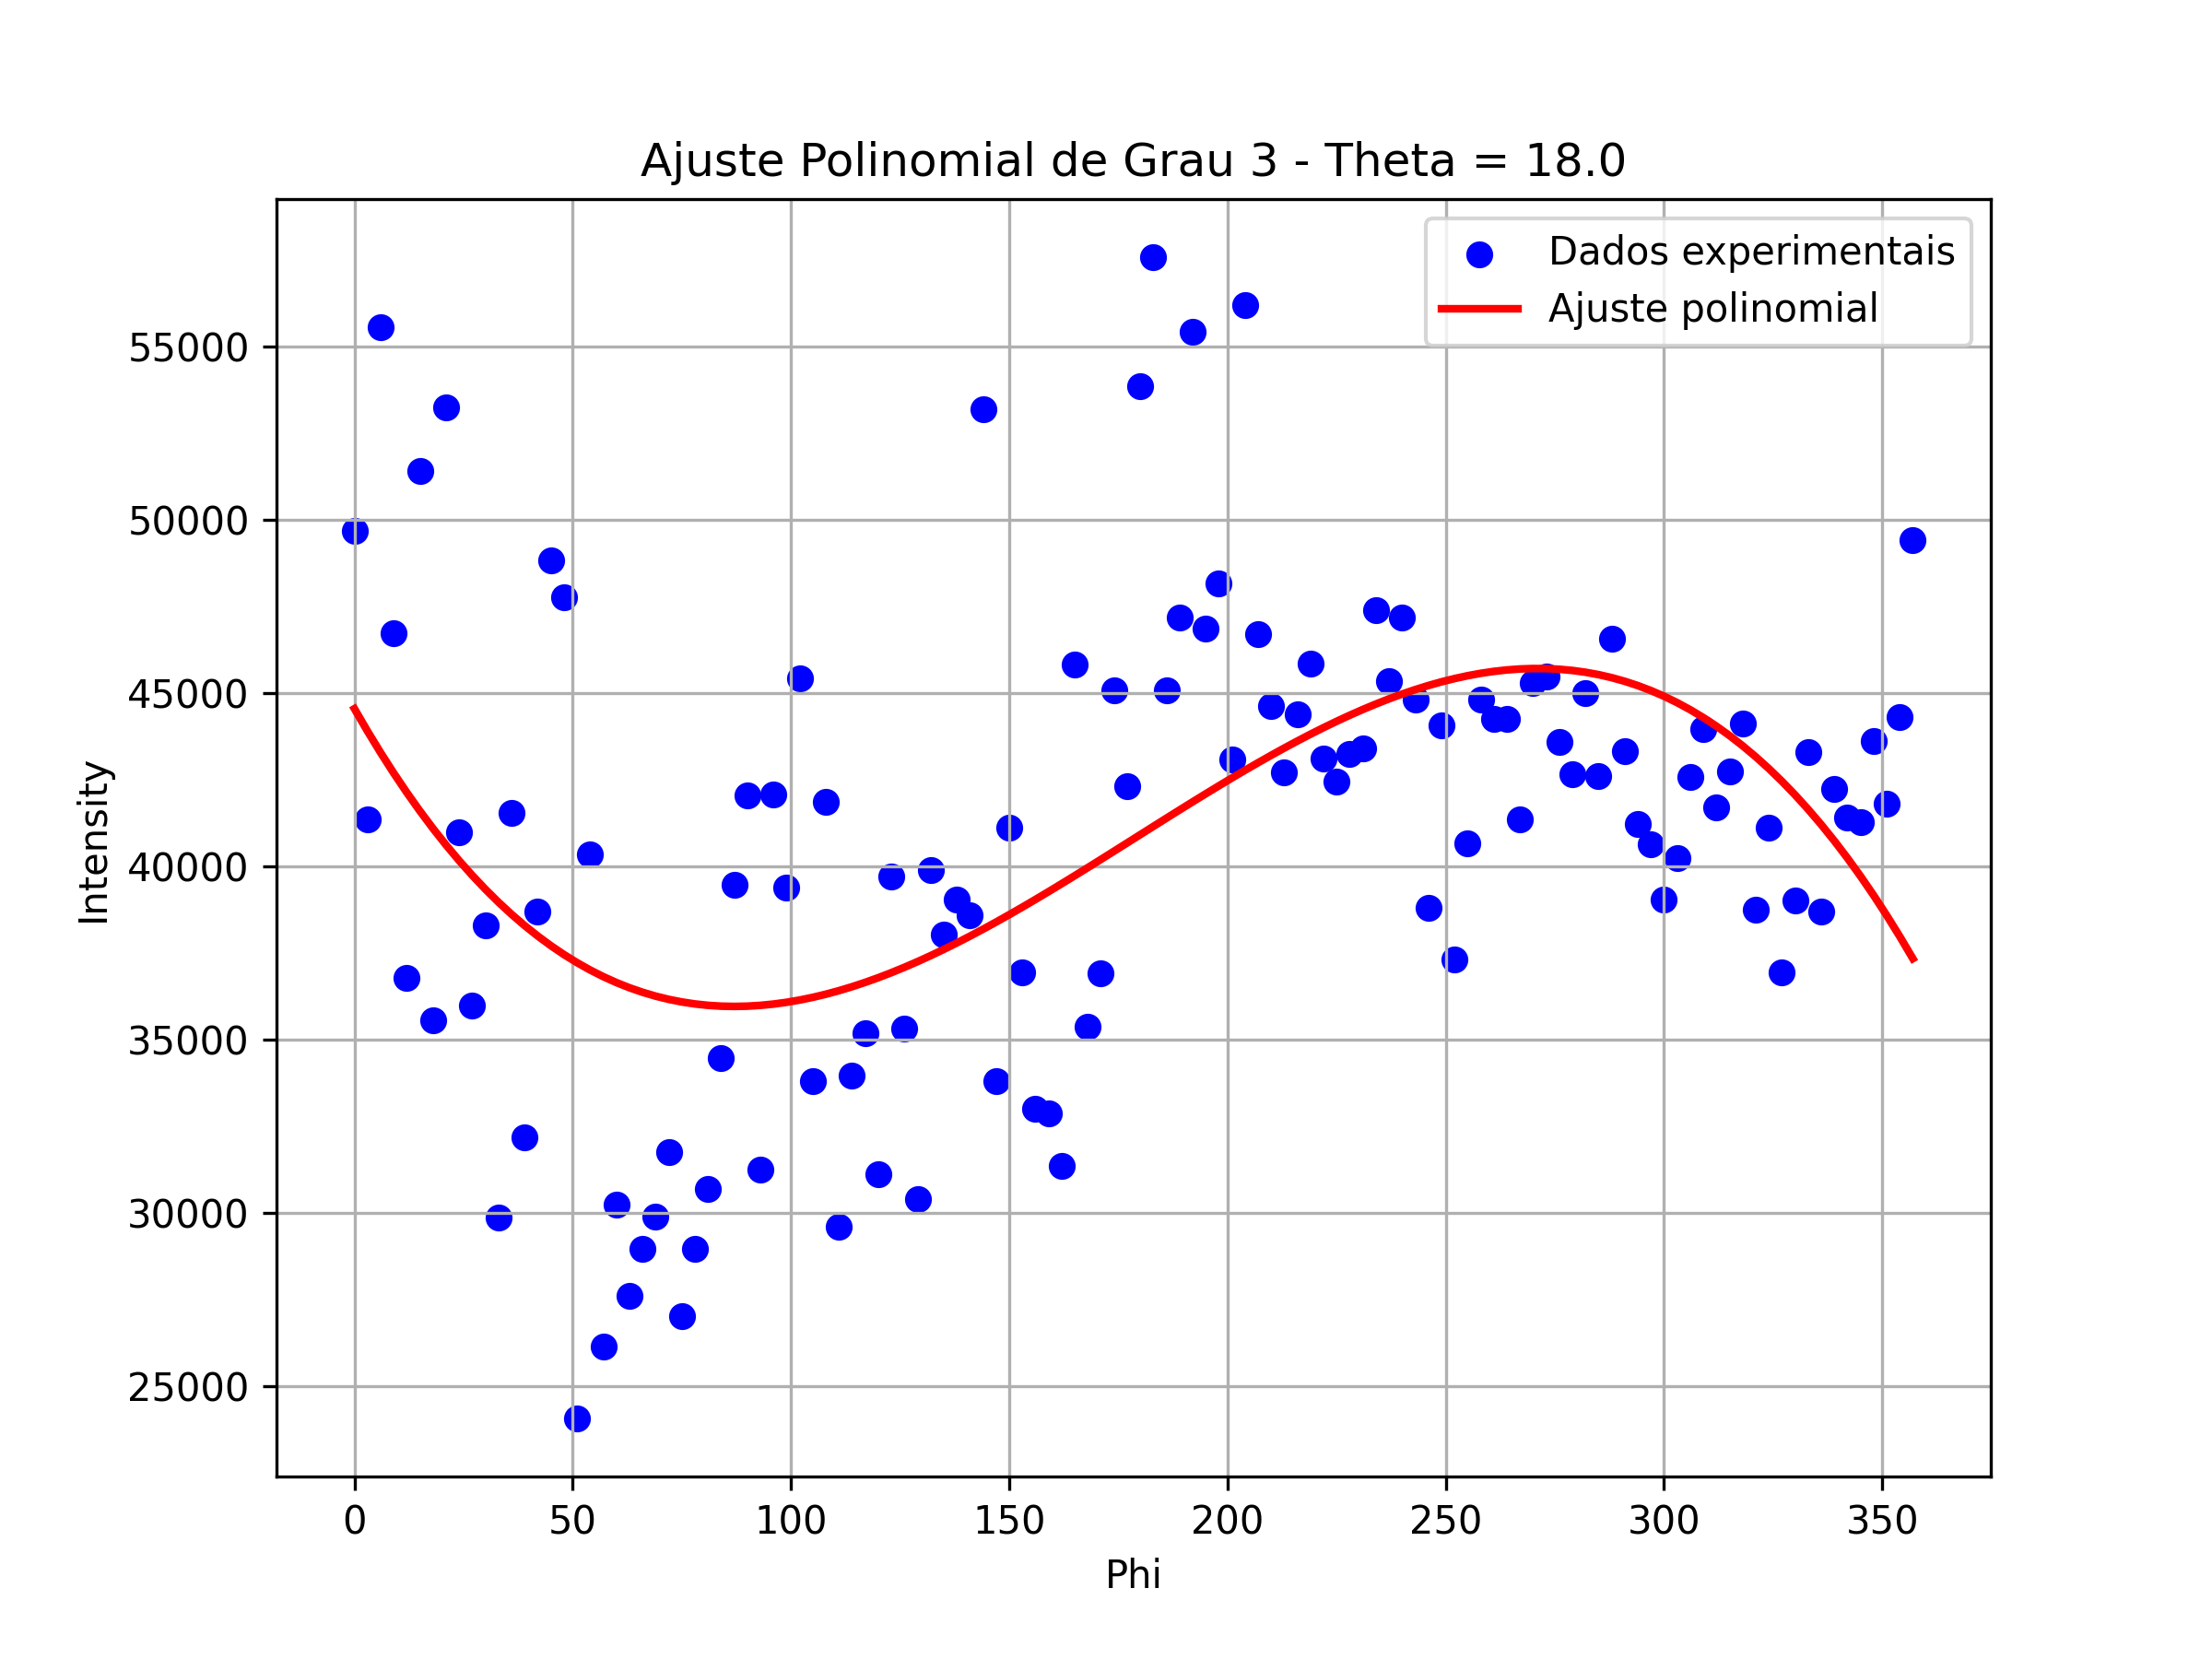 Ajuste Polinomial de Grau 3 - Theta = 18.0
Dados experimentais
Ajuste polinomial
Intensity
55000
50000
45000
40000
35000
30000
25000
0 50 100 150 200 250 300 350
Phi